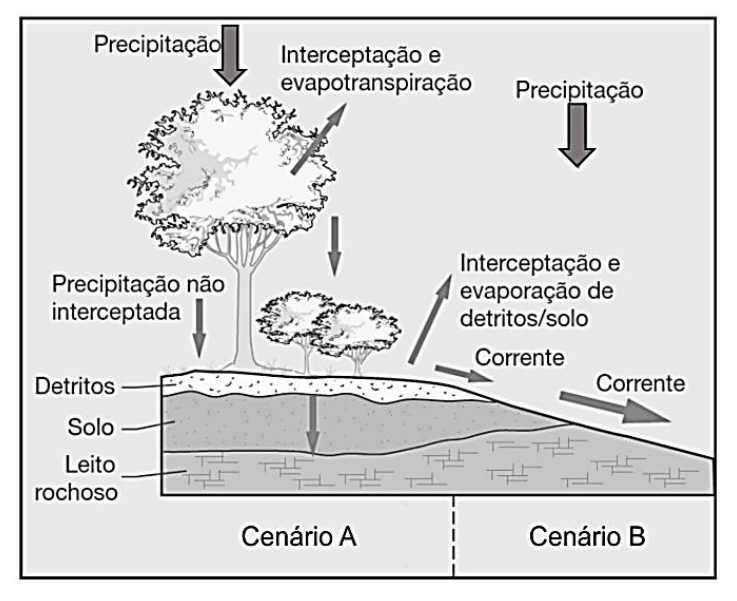 Precipitação
Interceptação e
evapotranspiração
Precipitação
Precipitação não
interceptada
Interceptação e
evaporação de
detritos/solo
Corrente
Corrente
Detritos
Solo
Leito
rochoso
Cenário A
Cenário B